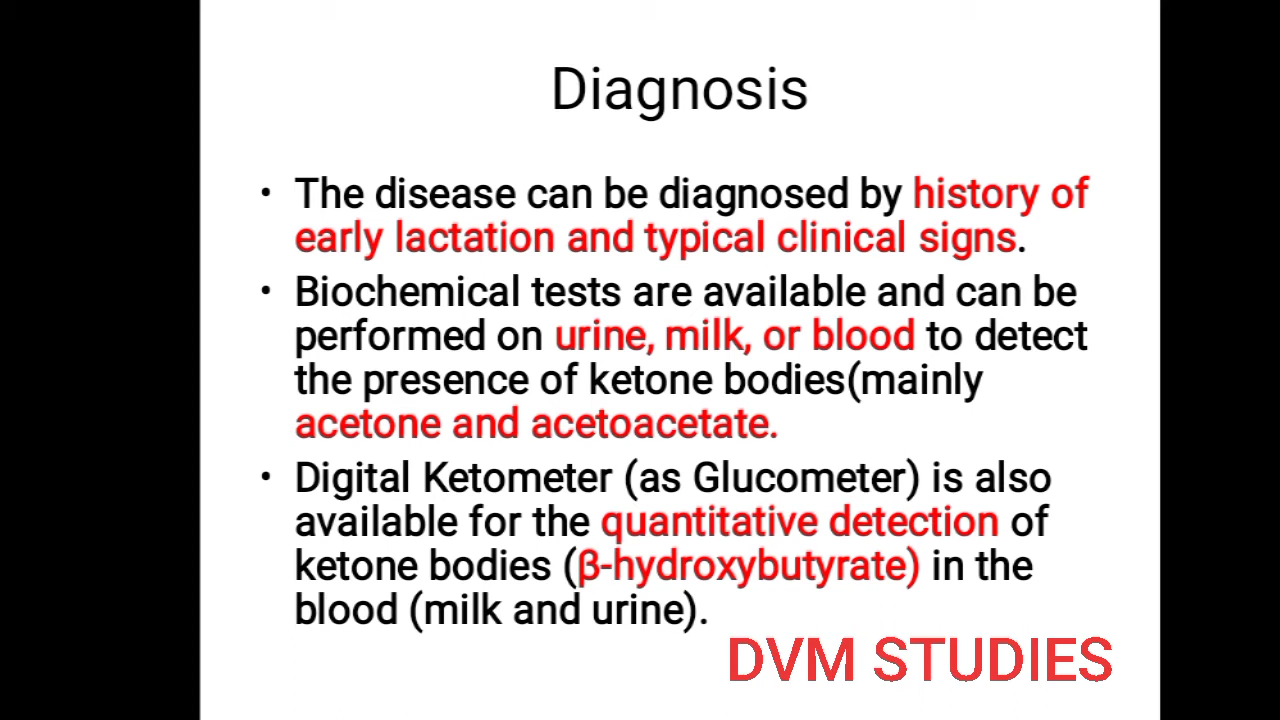 Diagnosis
• The disease can be diagnosed by history of
early lactation and typical clinical signs.
• Biochemical tests are available and can be
performed on urine, milk, or blood to detect
the presence of ketone bodies(mainly
acetone and acetoacetate.
• Digital Ketometer (as Glucometer) is also
available for the quantitative detection of
ketone bodies (β-hydroxybutyrate) in the
blood (milk and urine).
DVM STUDIES